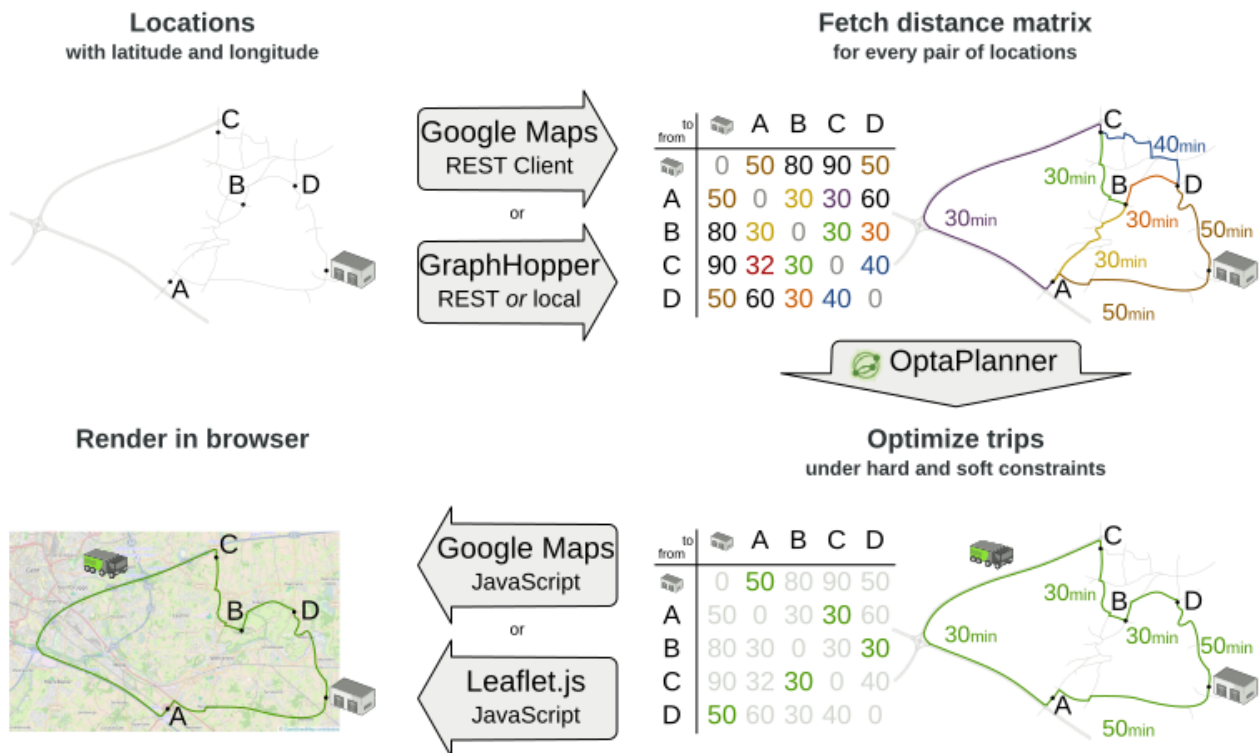 Locations
with latitude and longitude
C
B
D
A
Google Maps
REST Client
or
GraphHopper
REST or local
Fetch distance matrix
for every pair of locations
to
from
A B C D
0 50 80 90 50
A 50 0 30 30 60
B 80 30 0 30 30
C 90 32 30 0 40
D 50 60 30 40 0
C
40min
30min
D
B
30min
30min
50min
30min
A
50min
OptaPlanner
Render in browser
C
B
D
A
Google Maps
JavaScript
or
Leaflet.js
JavaScript
Optimize trips
under hard and soft constraints
to
from
A B C D
0 50 80 90 50
A 50 0 30 30 60
B 80 30 0 30 30
C 90 32 30 0 40
D 50 60 30 40 0
C
30min
D
B
30min
30min
50min
A
50min